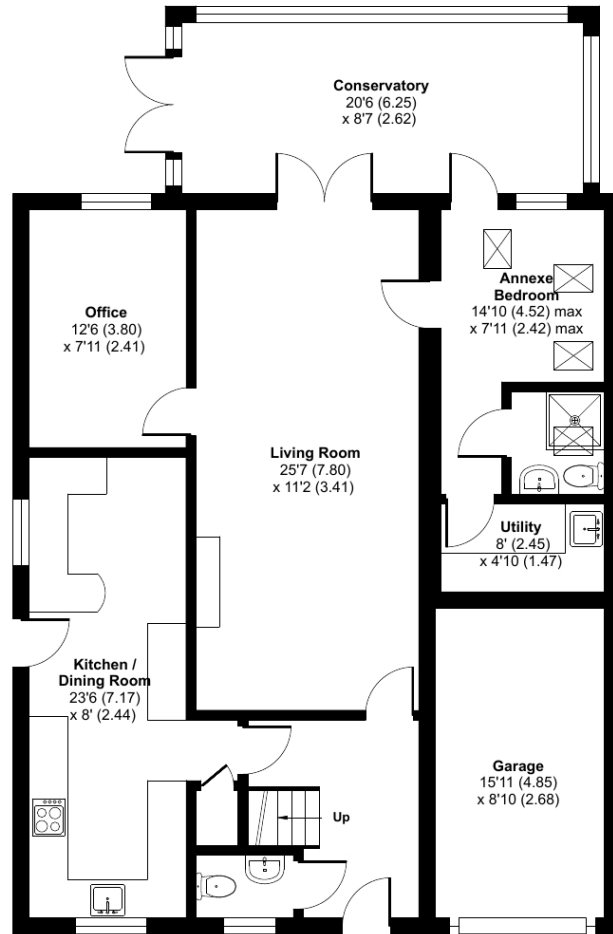 Conservatory
20'6 (6.25)
x 8'7 (2.62)
Office
12'6 (3.80)
x 7'11 (2.41)
Annexe
Bedroom
14'10 (4.52) max
x 7'11 (2.42) max
Living Room
25'7 (7.80)
x 11'2 (3.41)
Utility
8' (2.45)
x 4'10 (1.47)
Kitchen /
Dining Room
23'6 (7.17)
x 8' (2.44)
Garage
15'11 (4.85)
x 8'10 (2.68)
Up